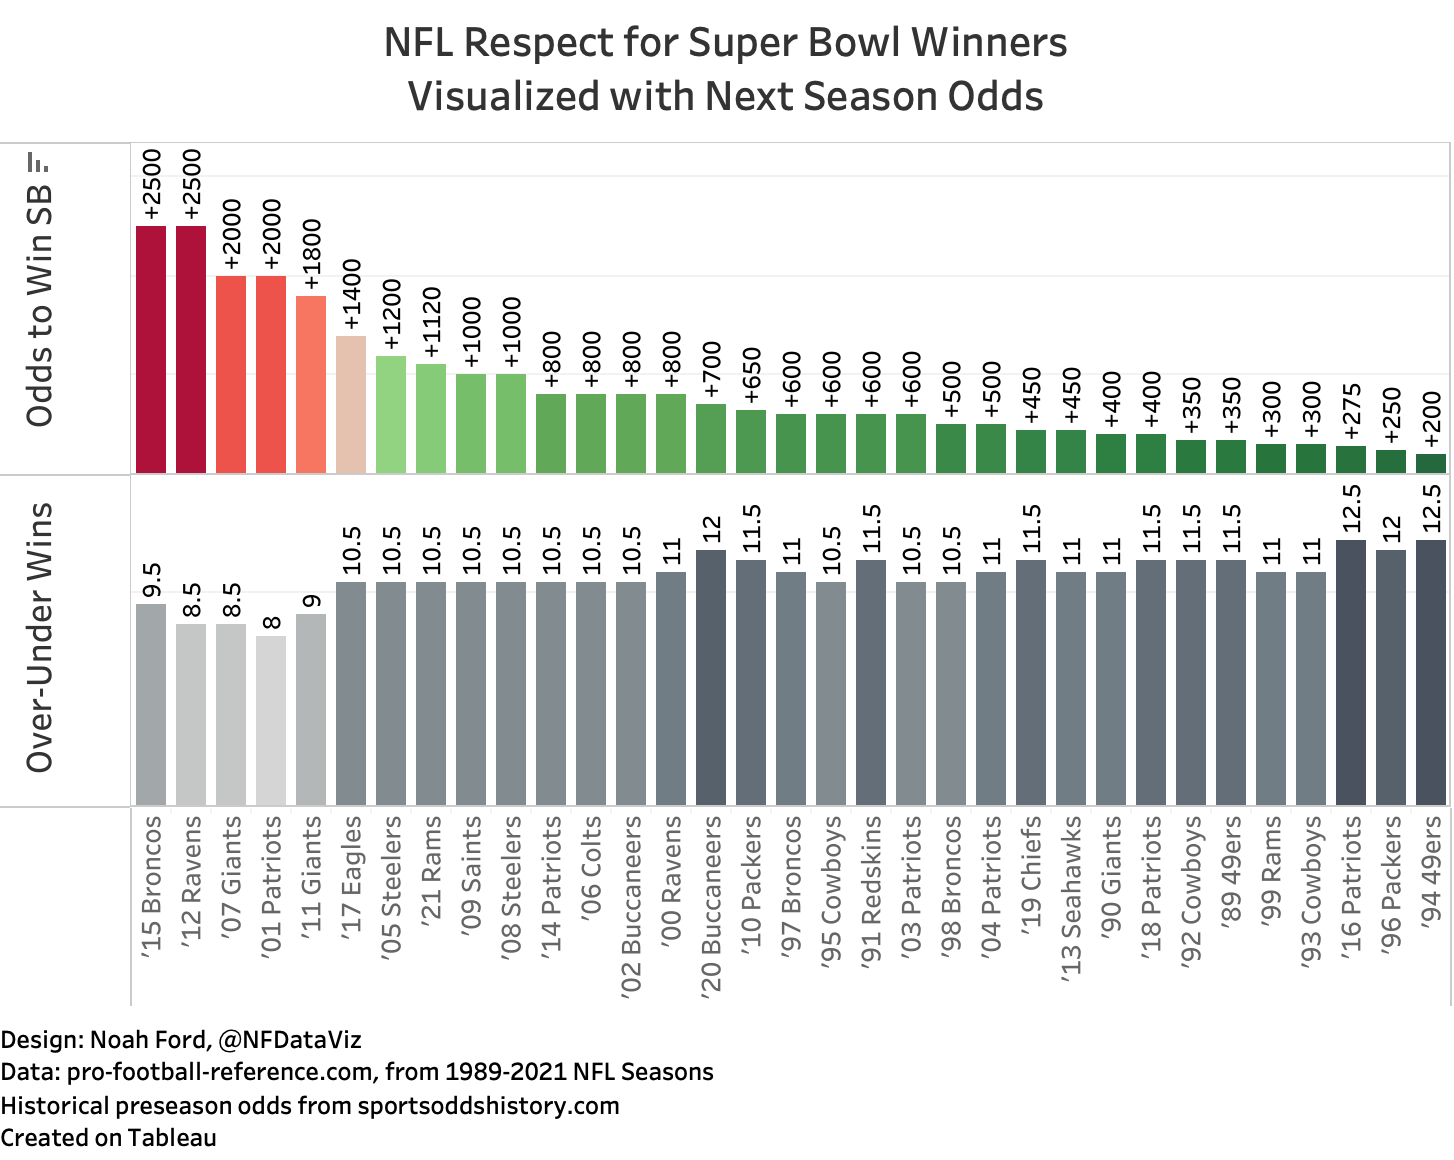 NFL Respect for Super Bowl Winners
Visualized with Next Season Odds
Odds to Win SB
+2500
+2500
+2000
+2000
+1800
+1400
+1200
+1120
+1000
+1000
+800
+800
+800
+800
+700
+650
+600
+600
+600
+600
+500
+500
+450
+450
+400
+400
+350
+350
+300
+300
+275
+250
+200
Over-Under Wins
9.5
8.5
8.5
8
9
10.5
10.5
10.5
10.5
10.5
10.5
10.5
10.5
11
12
11.5
11
10.5
11.5
10.5
10.5
11
11.5
11
11
11.5
11.5
11.5
11
11
12.5
12
12.5
’15 Broncos
’12 Ravens
’07 Giants
’01 Patriots
’11 Giants
’17 Eagles
’05 Steelers
’21 Rams
’09 Saints
’08 Steelers
’14 Patriots
’06 Colts
’02 Buccaneers
’00 Ravens
’20 Buccaneers
’10 Packers
’97 Broncos
’95 Cowboys
’91 Redskins
’03 Patriots
’98 Broncos
’04 Patriots
’19 Chiefs
’13 Seahawks
’90 Giants
’18 Patriots
’92 Cowboys
’89 49ers
’99 Rams
’93 Cowboys
’16 Patriots
’96 Packers
’94 49ers
Design: Noah Ford, @NFDataViz
Data: pro-football-reference.com, from 1989-2021 NFL Seasons
Historical preseason odds from sportsoddshistory.com
Created on Tableau